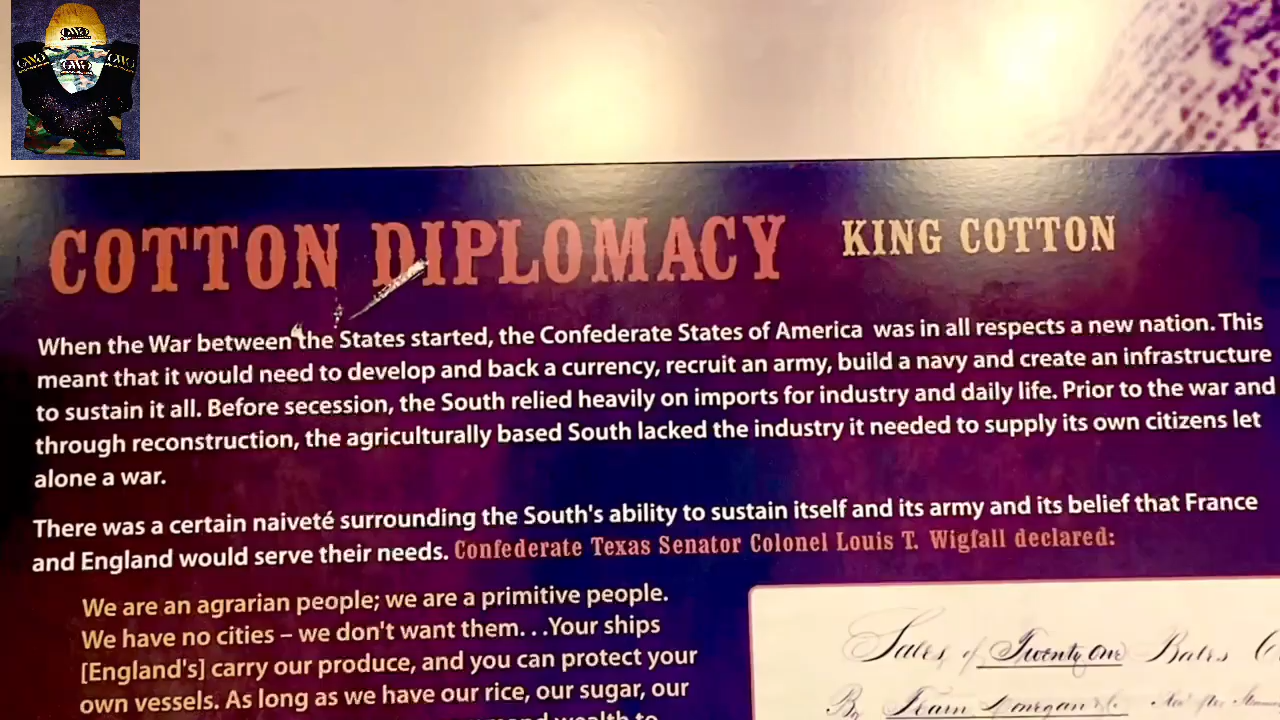 COTTON DIPLOMACY KING COTTON
When the War between the States started, the Confederate States of America was in all respects a new nation. This
meant that it would need to develop and back a currency, recruit an army, build a navy and create an infrastructure
to sustain it all. Before secession, the South relied heavily on imports for industry and daily life. Prior to the war and
through reconstruction, the agriculturally based South lacked the industry it needed to supply its own citizens let
alone a war.
There was a certain naiveté surrounding the South's ability to sustain itself and its army and its belief that France
and England would serve their needs. Confederate Texas Senator Colonel Louis T. Wigfall declared:
We are an agrarian people; we are a primitive people.
We have no cities – we don't want them. . .Your ships
[England's] carry our produce, and you can protect your
own vessels. As long as we have our rice, our sugar, our
wealth to
Sales of Twenty one Bales
By